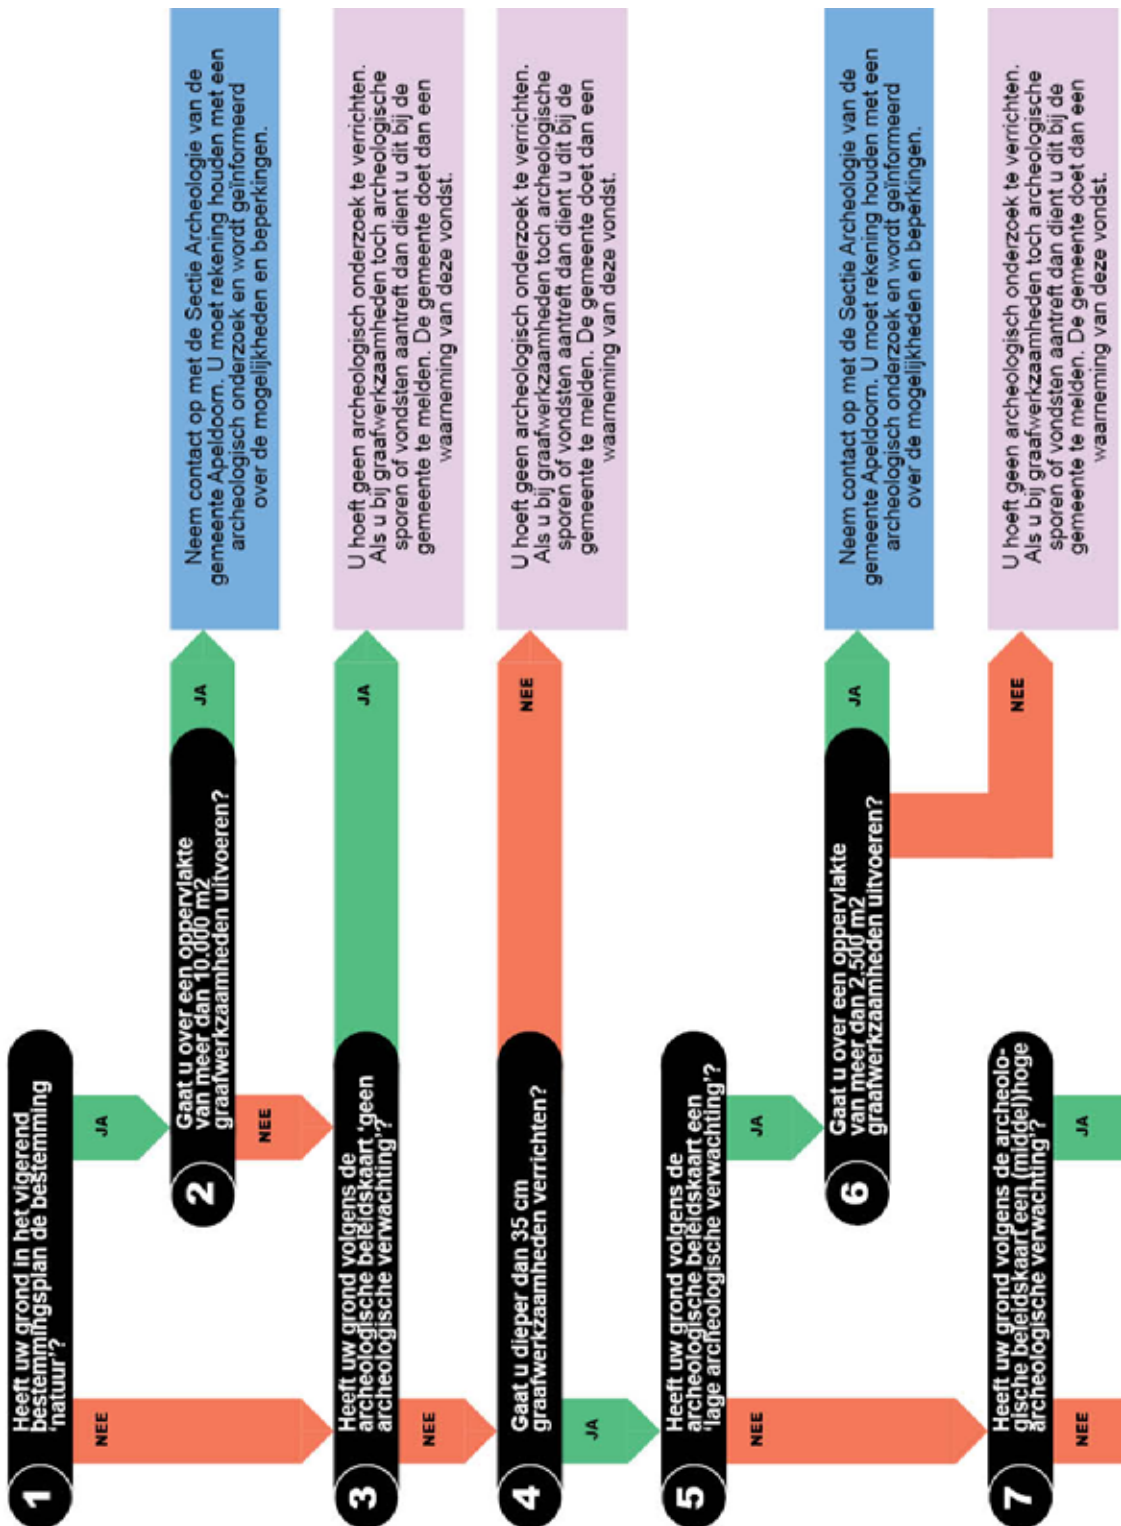 1
Heeft uw grond in het vigerend
bestemmingsplan de bestemming
'natuur'?
NEE
JA
2
Gaat u over een oppervlakte
van meer dan 10.000 m2
graafwerkzaamheden uitvoeren?
NEE
JA
Neem contact op met de Sectie Archeologie van de
gemeente Apeldoorn. U moet rekening houden met een
archeologisch onderzoek en wordt geïnformeerd
over de mogelijkheden en beperkingen.
3
Heeft uw grond volgens de
archeologische beleidskaart 'geen
archeologische verwachting'?
NEE
JA
U hoeft geen archeologisch onderzoek te verrichten.
Als u bij graafwerkzaamheden toch archeologische
sporen of vondsten aantreft dan dient u dit bij de
gemeente te melden. De gemeente doet dan een
waarneming van deze vondst.
4
Gaat u dieper dan 35 cm
graafwerkzaamheden verrichten?
JA
NEE
U hoeft geen archeologisch onderzoek te verrichten.
Als u bij graafwerkzaamheden toch archeologische
sporen of vondsten aantreft dan dient u dit bij de
gemeente te melden. De gemeente doet dan een
waarneming van deze vondst.
5
Heeft uw grond volgens de
archeologische beleidskaart een
'lage archeologische verwachting'?
NEE
JA
6
Gaat u over een oppervlakte
van meer dan 2.500 m2
graafwerkzaamheden uitvoeren?
JA
Neem contact op met de Sectie Archeologie van de
gemeente Apeldoorn. U moet rekening houden met een
archeologisch onderzoek en wordt geïnformeerd
over de mogelijkheden en beperkingen.
NEE
U hoeft geen archeologisch onderzoek te verrichten.
Als u bij graafwerkzaamheden toch archeologische
sporen of vondsten aantreft dan dient u dit bij de
gemeente te melden. De gemeente doet dan een
waarneming van deze vondst.
7
Heeft uw grond volgens de archeolo-
gische beleidskaart een (middel)hoge
archeologische verwachting'?
NEE
JA